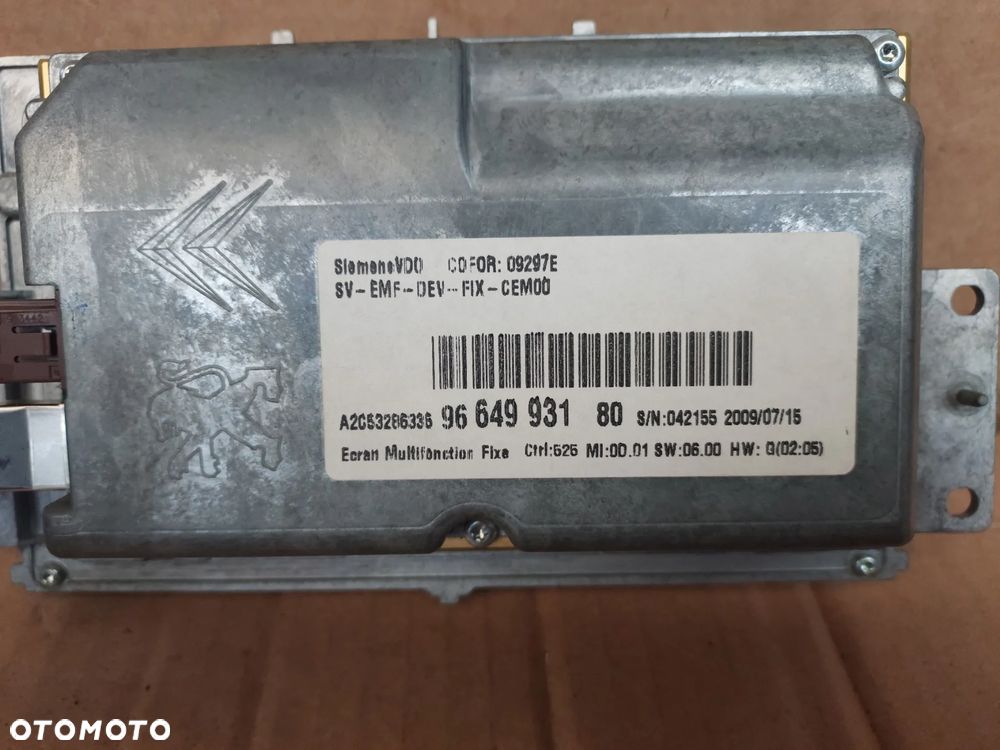 SiemensVDO COFOR: 09297E
SV-EMF-DEV-FIX-CEM00
A2C53286336 96 649 931 80 S/N:042155 2009/07/15
Ecran Multifonction Fixe Ctrl:626 MI:00.01 SW:06.00 HW: G(02:05)
OTOMOTO